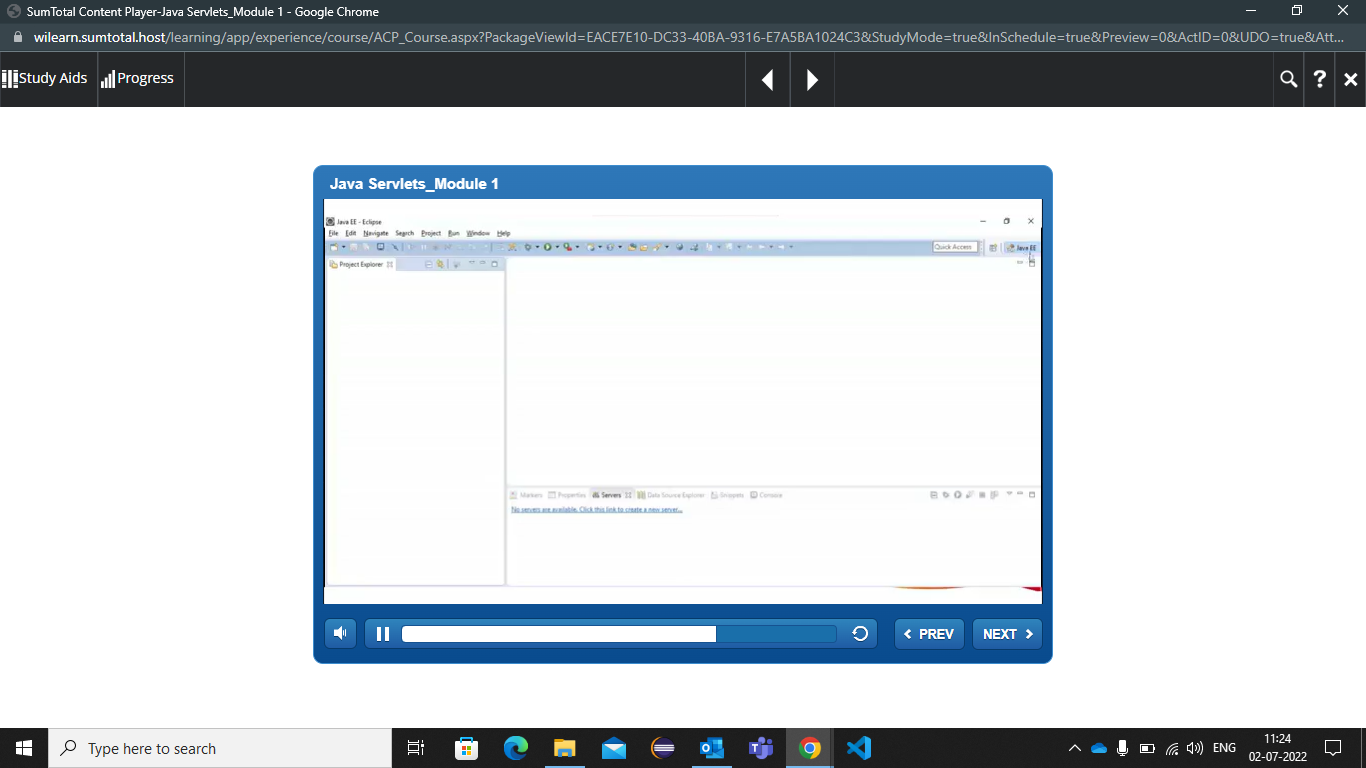 SumTotal Content Player-Java Servlets_Module 1 - Google Chrome
wilearn.sumtotal.host/learning/app/experience/course/ACP_Course.aspx?PackageViewId=EACE7E10-DC33-40BA-9316-E7A5BA1024C3&StudyMode=true&InSchedule=true&Preview=0&ActID=0&UDO=true&Att...
Study Aids Progress ?
Java Servlets_Module 1
Java EE - Eclipse
File Edit Navigate Search Project Run Window Help
Quick Access Java EE
Project Explorer
Markers Properties Servers Data Source Explorer Snippets Console
No servers are available. Click this link to create a new server...
PREV NEXT
Type here to search
ENG 11:24
02-07-2022